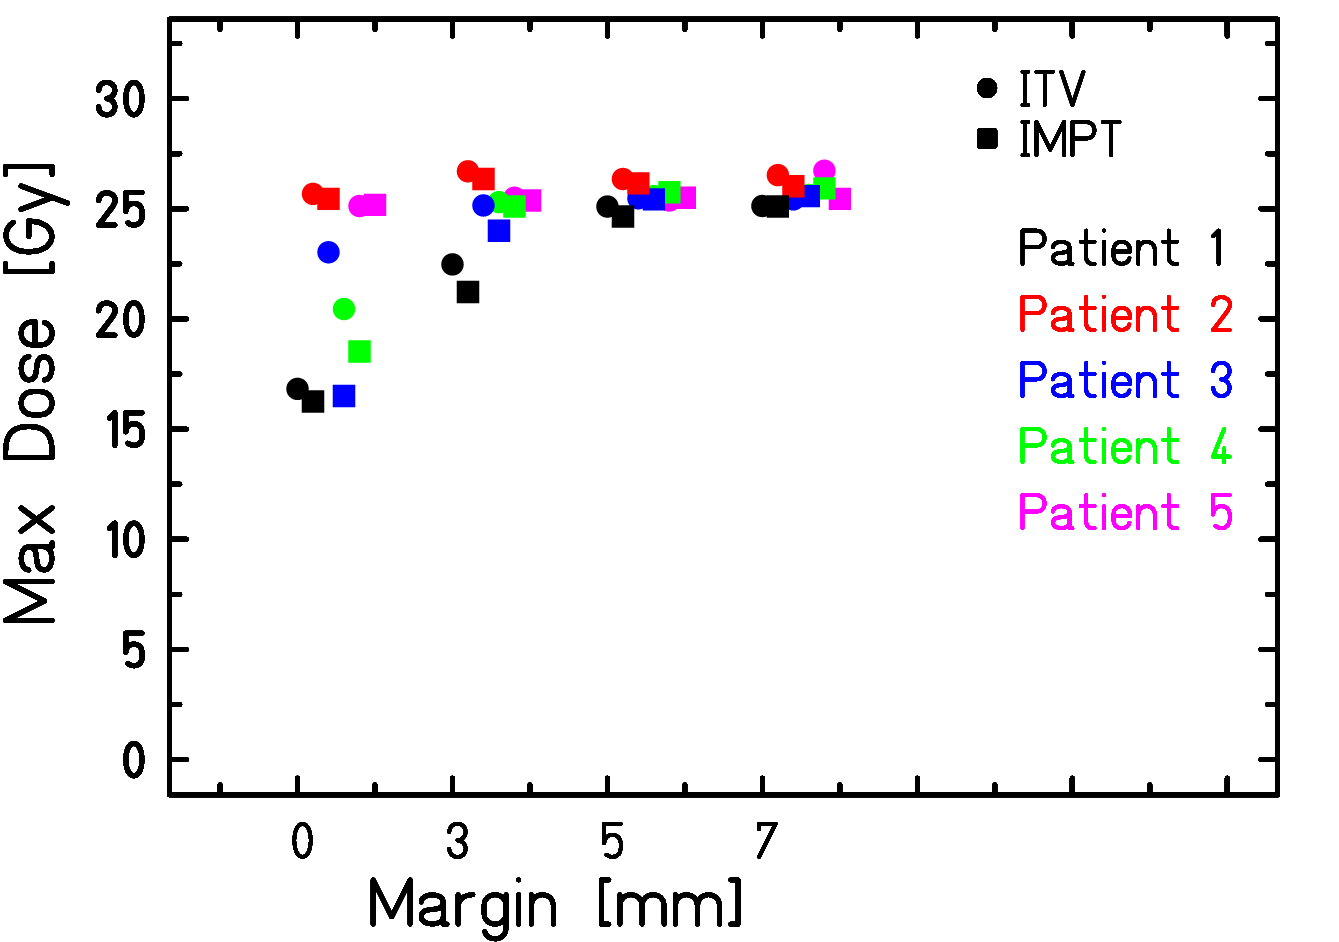 Max Dose [Gy]
30
25
20
15
10
5
0
ITV
IMPT
Patient 1
Patient 2
Patient 3
Patient 4
Patient 5
0 3 5 7
Margin [mm]